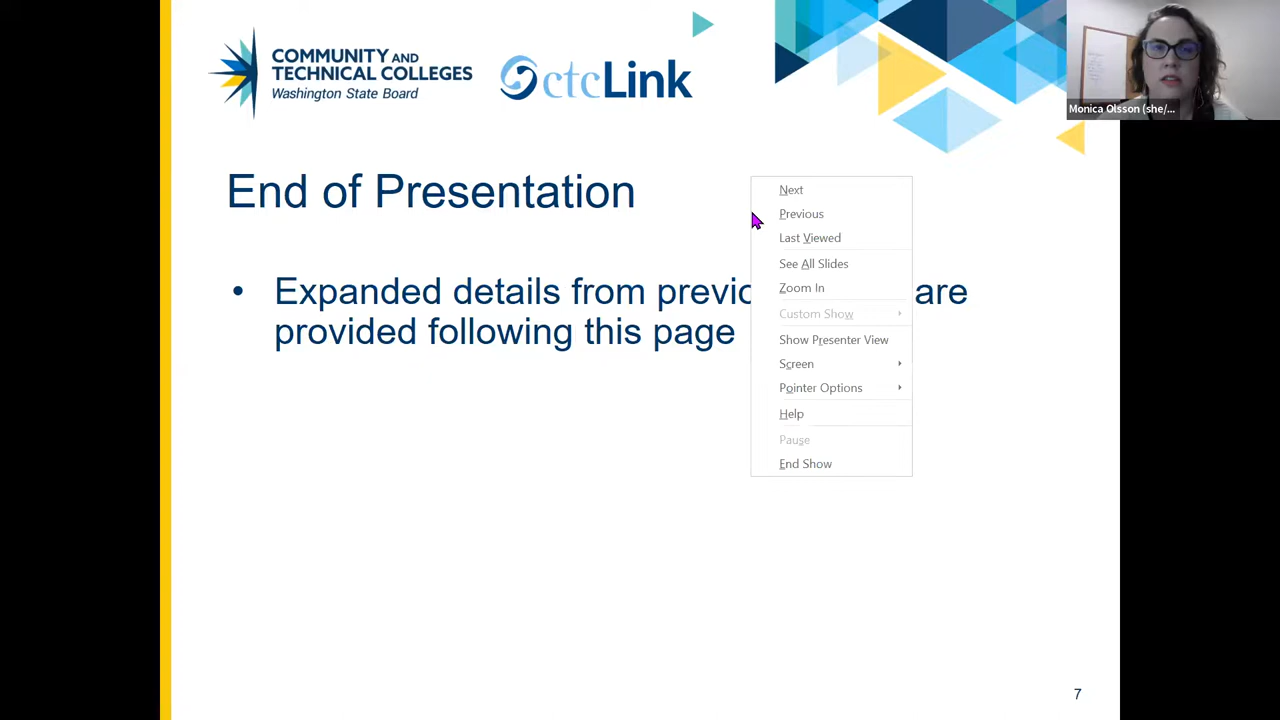 COMMUNITY AND
TECHNICAL COLLEGES
Washington State Board
ctcLink
Monica Olsson (she/...
End of Presentation
• Expanded details from previo are
provided following this page
Next
Previous
Last Viewed
See All Slides
Zoom In
Custom Show
Show Presenter View
Screen
Pointer Options
Help
Pause
End Show
7